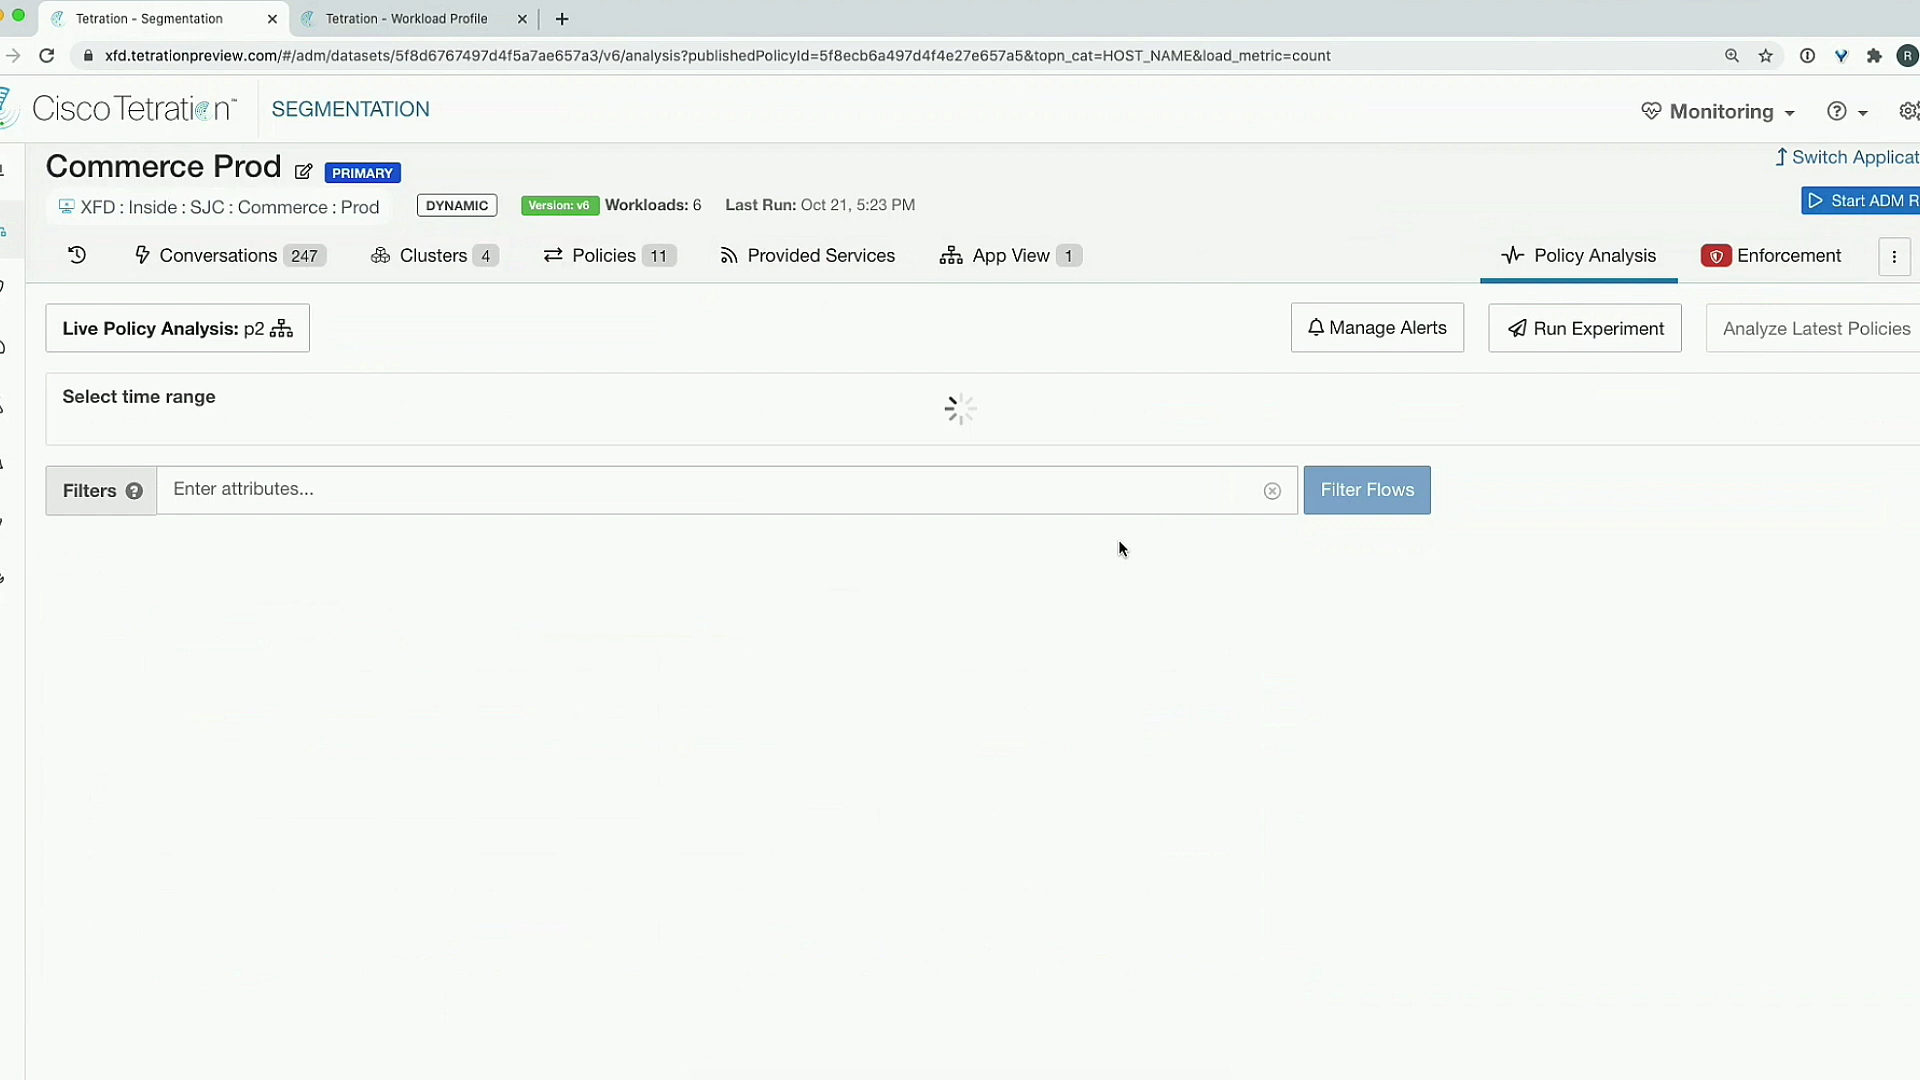 Tetration - Segmentation
Tetration - Workload Profile
xfd.tetrationpreview.com/#/adm/datasets/5f8d6767497d4f5a7ae657a3/v6/analysis?publishedPolicyId=5f8ecb6a497d4f4e27e657a5&topn_cat=HOST_NAME&load_metric=count
R
Cisco Tetration™
SEGMENTATION
Monitoring
Commerce Prod
PRIMARY
Switch Applicat
XFD : Inside : SJC : Commerce : Prod
DYNAMIC
Version: v6
Workloads: 6
Last Run: Oct 21, 5:23 PM
Start ADM R
Conversations 247
Clusters 4
Policies 11
Provided Services
App View 1
Policy Analysis
Enforcement
Live Policy Analysis: p2
Manage Alerts
Run Experiment
Analyze Latest Policies
Select time range
Filters ?
Enter attributes...
Filter Flows